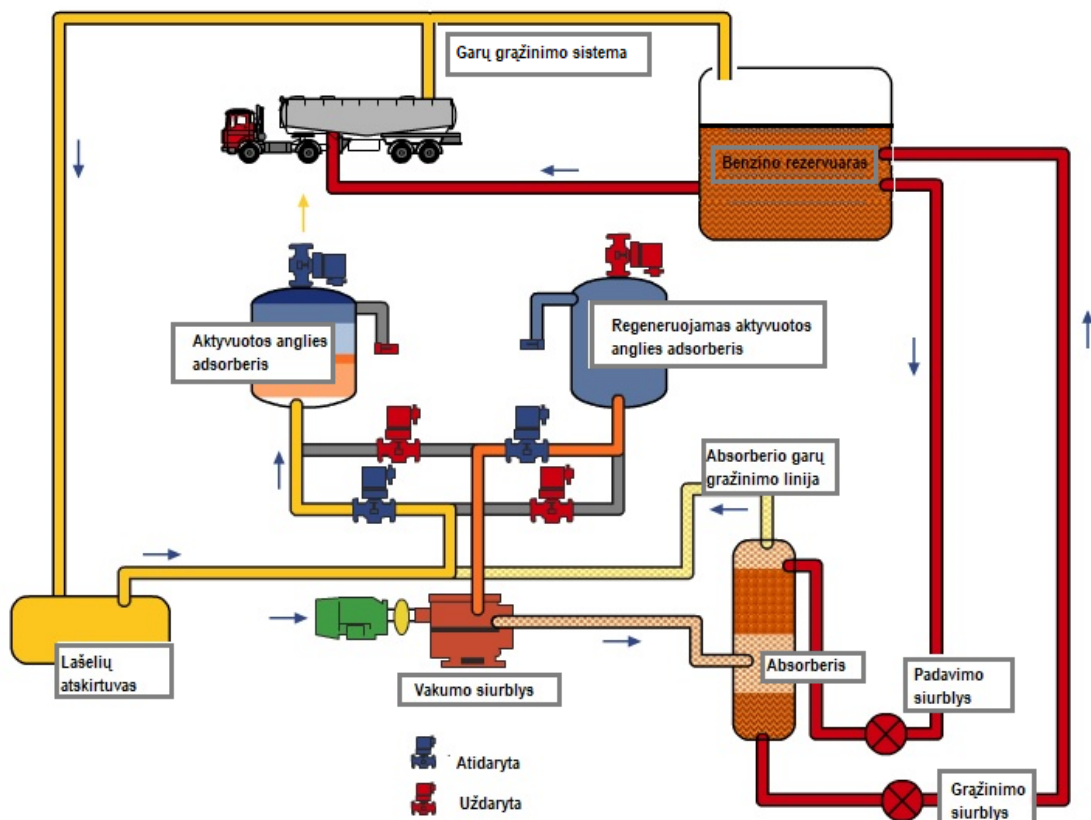 Garų grąžinimo sistema
Benzino rezervuaras
Aktyvuotos anglies
adsorberis
Regeneruojamas aktyvuotos
anglies adsorberis
Absorberio garų
gražinimo linija
Lašelių
atskirtuvas
Vakumo siurblys
Absorberis
Padavimo
siurblys
Atidaryta
Uždaryta
Grąžinimo
siurblys